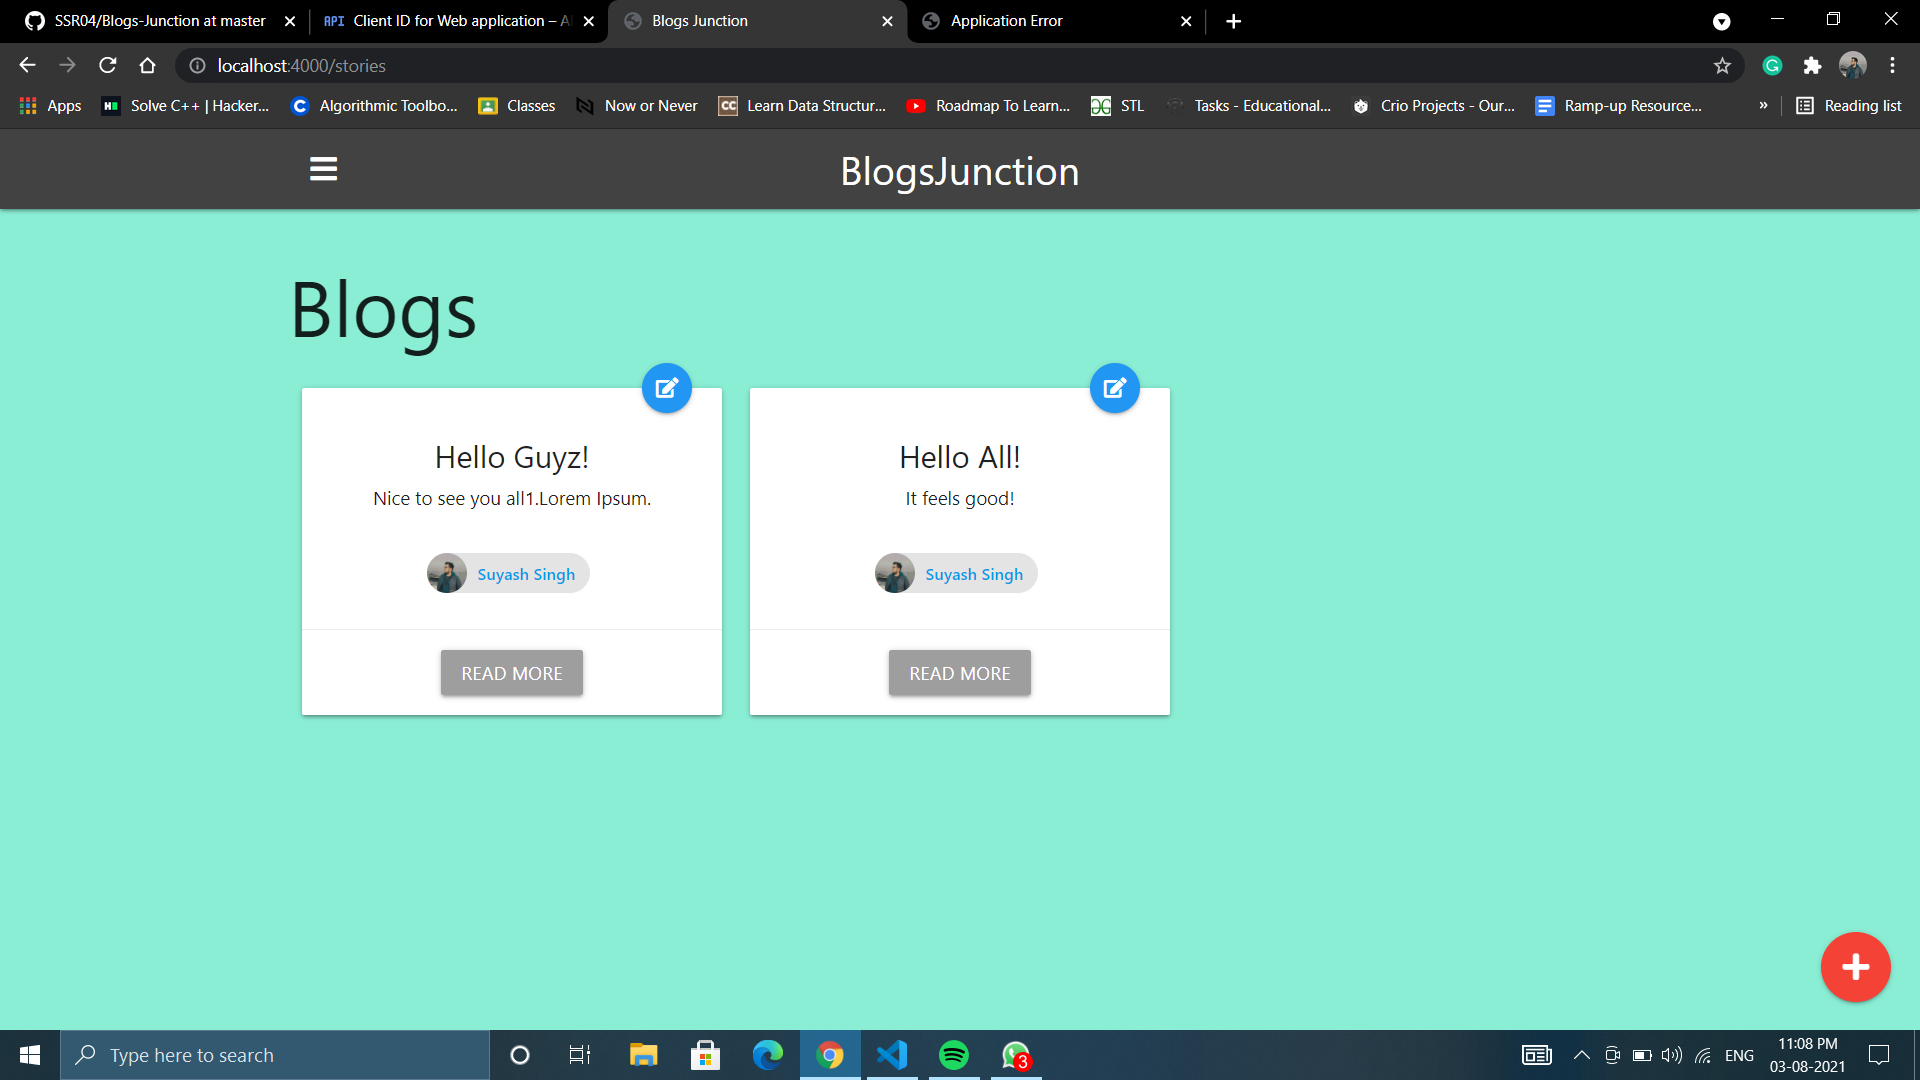 SSR04/Blogs-Junction at master
API Client ID for Web application – A
Blogs Junction
Application Error
localhost:4000/stories
Apps
Solve C++ | Hacker...
Algorithmic Toolbo...
Classes
Now or Never
CC Learn Data Structur...
Roadmap To Learn...
STL
Tasks - Educational...
Crio Projects - Our...
Ramp-up Resource...
»
Reading list
BlogsJunction
Blogs
Hello Guyz!
Nice to see you all1.Lorem Ipsum.
Suyash Singh
READ MORE
Hello All!
It feels good!
Suyash Singh
READ MORE
Type here to search
3
ENG
11:08 PM
03-08-2021